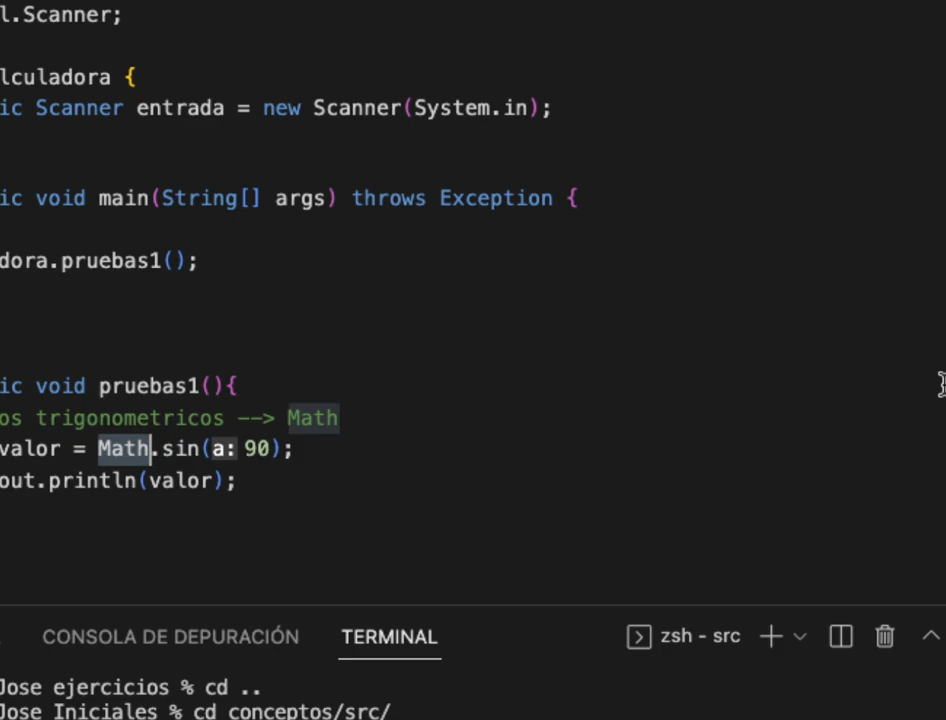 l.Scanner;
lculadora {
ic Scanner entrada = new Scanner(System.in);
ic void main(String[] args) throws Exception {
dora.pruebas1();
ic void pruebas1(){
os trigonometricos --> Math
valor = Math.sin(a: 90);
out.println(valor);
CONSOLA DE DEPURACIÓN TERMINAL zsh - src
Jose ejercicios % cd ..
Jose Iniciales % cd conceptos/src/